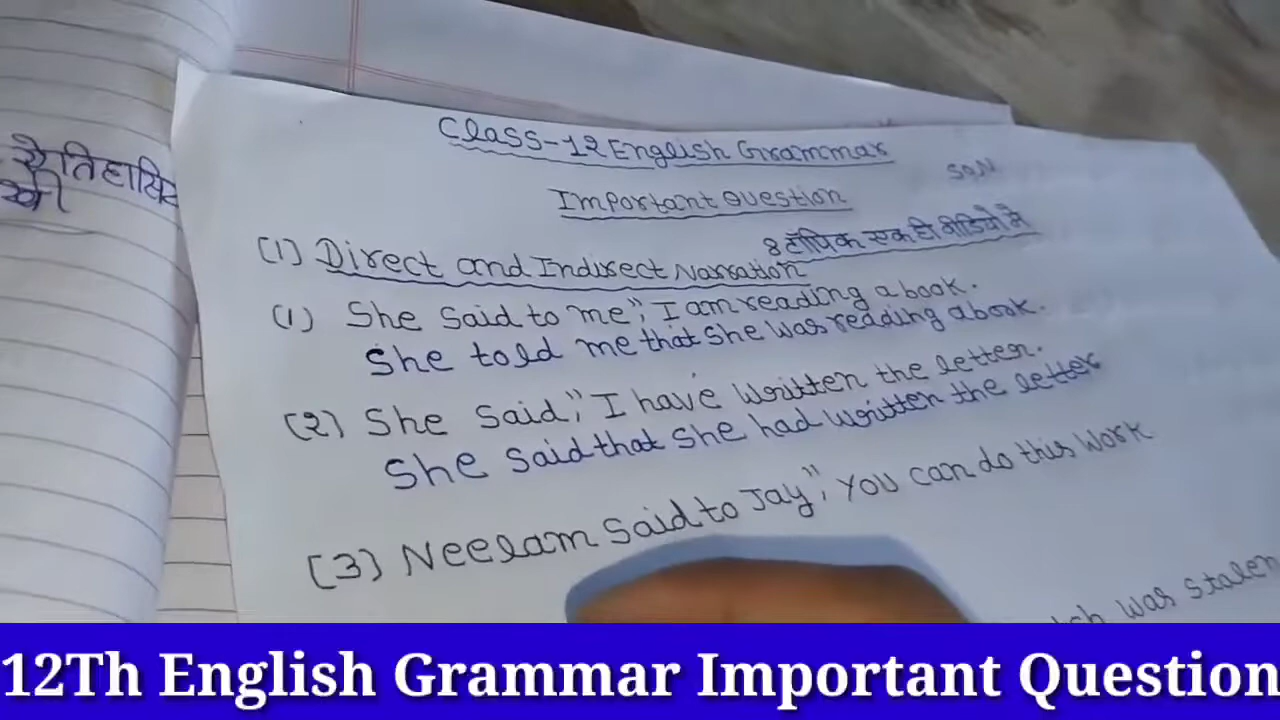 ऐतिहासि
Class-12 English Grammar
Important Question
8 टॉपिक एक ही वीडियो में
(1) Direct and Indirect Narration
(1) She said to me", I am reading a book.
She told me that She was reading a book.
(2) She said", I have written the letter.
She said that She had written the letter
(3) Neelam said to Jay", You can do this work
was stalen
12Th English Grammar Important Question